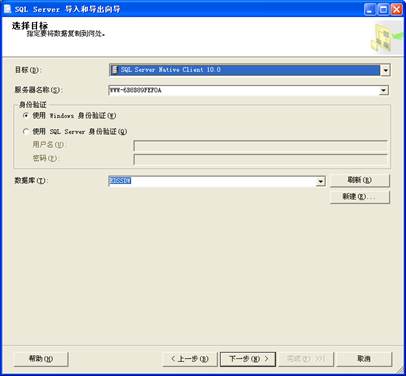 SQL Server 导入和导出向导
选择目标
指定要将数据复制到何处。
目标(D):
SQL Server Native Client 10.0
服务器名称(S):
身份验证
使用 Windows 身份验证(W)
使用 SQL Server 身份验证(Q)
用户名(U):
密码(P):
数据库(T):
刷新(R)
新建(E)...
帮助(H)
< 上一步(B)
下一步(N) >
完成(F) >>|
取消